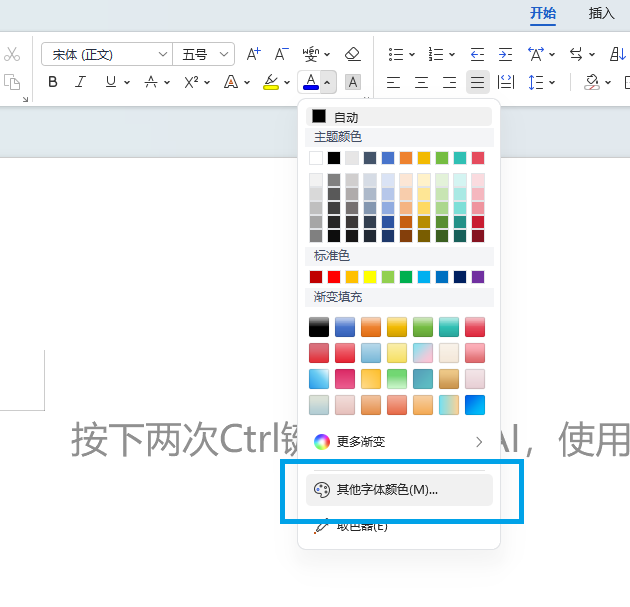 开始 插入
宋体 (正文) 五号 A+ A- wén
B I U A X² A A A
自动
主题颜色
标准色
渐变填充
更多渐变
按下两次Ctrl AI，使用
其他字体颜色(M)...
取色器(E)